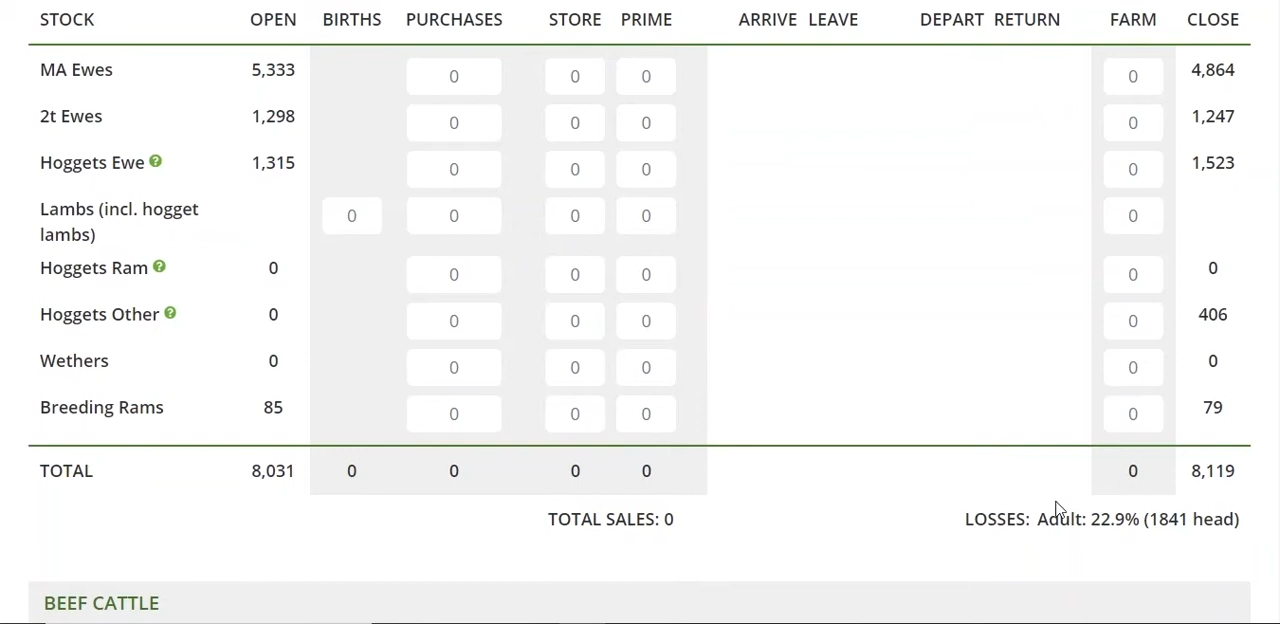 STOCK OPEN BIRTHS PURCHASES STORE PRIME ARRIVE LEAVE DEPART RETURN FARM CLOSE
MA Ewes 5,333 0 0 0 0 4,864
2t Ewes 1,298 0 0 0 0 1,247
Hoggets Ewe ? 1,315 0 0 0 0 1,523
Lambs (incl. hogget
lambs) 0 0 0 0 0
Hoggets Ram ? 0 0 0 0 0 0
Hoggets Other ? 0 0 0 0 0 406
Wethers 0 0 0 0 0 0
Breeding Rams 85 0 0 0 0 79
TOTAL 8,031 0 0 0 0 0 8,119
TOTAL SALES: 0 LOSSES: Adult: 22.9% (1841 head)
BEEF CATTLE